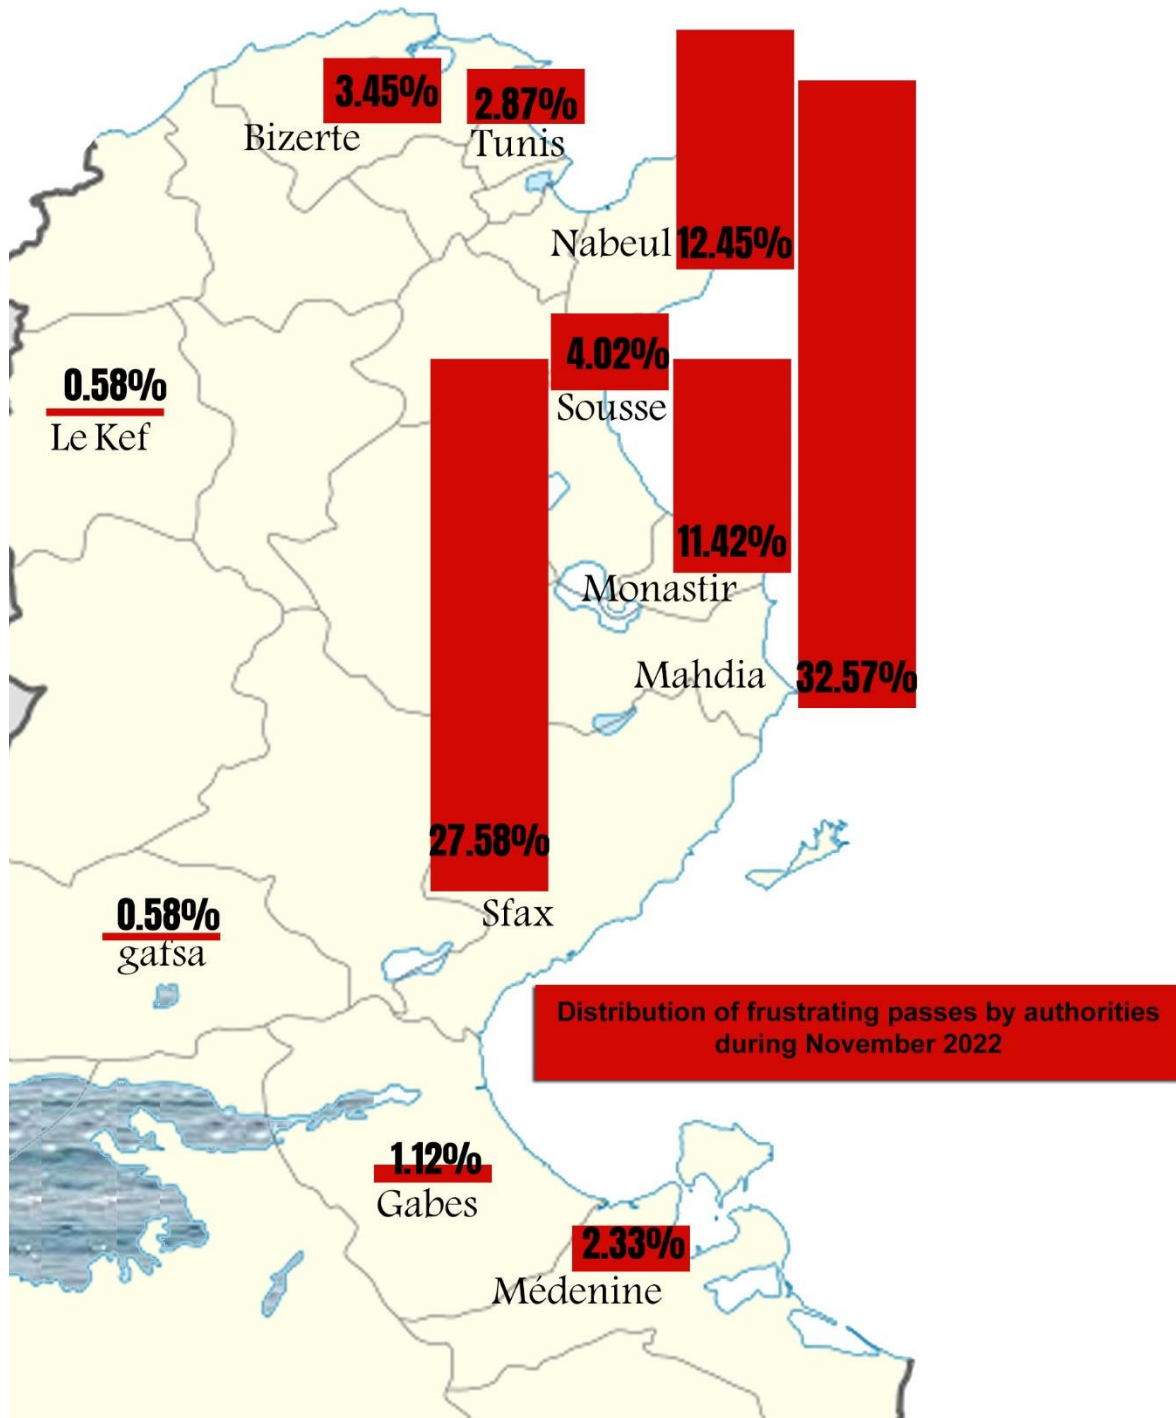 3.45%
Bizerte
2.87%
Tunis
Nabeul
12.45%
0.58%
Le Kef
4.02%
Sousse
11.42%
Monastir
Mahdia
32.57%
27.58%
Sfax
0.58%
gafsa
Distribution of frustrating passes by authorities
during November 2022
1.12%
Gabes
2.33%
Médenine